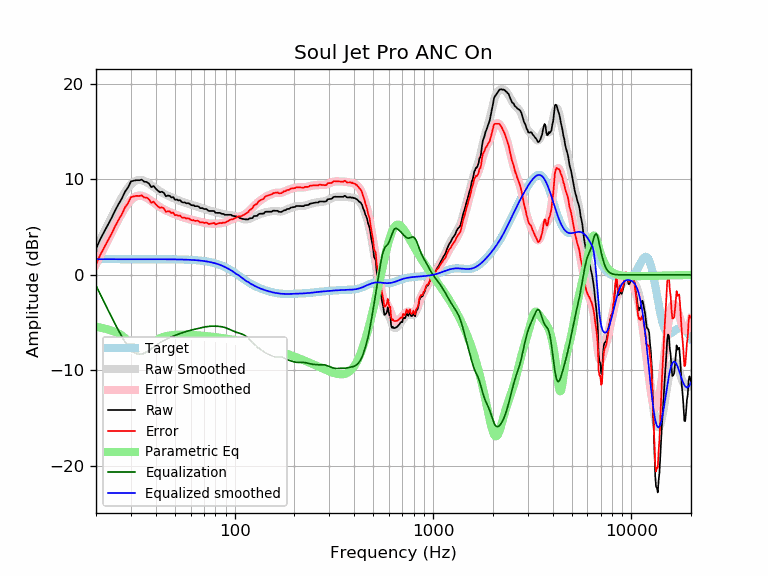 Soul Jet Pro ANC On
Amplitude (dBr)
20
10
0
−10
−20
Target
Raw Smoothed
Error Smoothed
Raw
Error
Parametric Eq
Equalization
Equalized smoothed
100
1000
10000
Frequency (Hz)